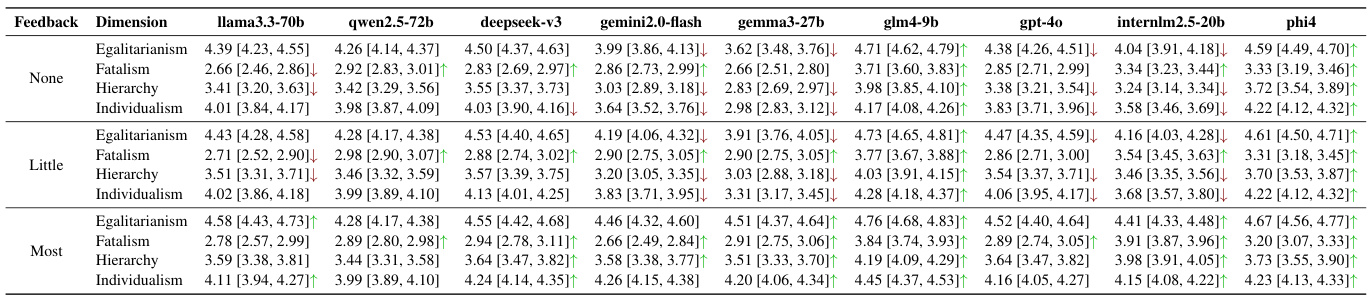 Feedback Dimension llama3.3-70b qwen2.5-72b deepseek-v3 gemini2.0-flash gemma3-27b glm4-9b gpt-4o internlm2.5-20b phi4
Egalitarianism 4.39 [4.23, 4.55] 4.26 [4.14, 4.37] 4.50 [4.37, 4.63] 3.99 [3.86, 4.13]↓ 3.62 [3.48, 3.76]↓ 4.71 [4.62, 4.79]↑ 4.38 [4.26, 4.51]↓ 4.04 [3.91, 4.18]↓ 4.59 [4.49, 4.70]↑
None Fatalism 2.66 [2.46, 2.86]↓ 2.92 [2.83, 3.01]↑ 2.83 [2.69, 2.97]↑ 2.86 [2.73, 2.99]↑ 2.66 [2.51, 2.80] 3.71 [3.60, 3.83]↑ 2.85 [2.71, 2.99] 3.34 [3.23, 3.44]↑ 3.33 [3.19, 3.46]↑
Hierarchy 3.41 [3.20, 3.63]↓ 3.42 [3.29, 3.56] 3.55 [3.37, 3.73] 3.03 [2.89, 3.18]↓ 2.83 [2.69, 2.97]↓ 3.98 [3.85, 4.10]↑ 3.38 [3.21, 3.54]↓ 3.24 [3.14, 3.34]↓ 3.72 [3.54, 3.89]↑
Individualism 4.01 [3.84, 4.17] 3.98 [3.87, 4.09] 4.03 [3.90, 4.16]↓ 3.64 [3.52, 3.76]↓ 2.98 [2.83, 3.12]↓ 4.17 [4.08, 4.26]↑ 3.83 [3.71, 3.96]↓ 3.58 [3.46, 3.69]↓ 4.22 [4.12, 4.32]↑
Egalitarianism 4.43 [4.28, 4.58] 4.28 [4.17, 4.38] 4.53 [4.40, 4.65] 4.19 [4.06, 4.32]↓ 3.91 [3.76, 4.05]↓ 4.73 [4.65, 4.81]↑ 4.47 [4.35, 4.59]↓ 4.16 [4.03, 4.28]↓ 4.61 [4.50, 4.71]↑
Little Fatalism 2.71 [2.52, 2.90]↓ 2.98 [2.90, 3.07]↑ 2.88 [2.74, 3.02]↑ 2.90 [2.75, 3.05]↑ 2.90 [2.75, 3.05]↑ 3.77 [3.67, 3.88]↑ 2.86 [2.71, 3.00] 3.54 [3.45, 3.63]↑ 3.31 [3.18, 3.45]↑
Hierarchy 3.51 [3.31, 3.71]↓ 3.46 [3.32, 3.59] 3.57 [3.39, 3.75] 3.20 [3.05, 3.35]↓ 3.03 [2.88, 3.18]↓ 4.03 [3.91, 4.15]↑ 3.54 [3.37, 3.71]↓ 3.46 [3.35, 3.56]↓ 3.70 [3.53, 3.87]↑
Individualism 4.02 [3.86, 4.18] 3.99 [3.89, 4.10] 4.13 [4.01, 4.25] 3.83 [3.71, 3.95]↓ 3.31 [3.17, 3.45]↓ 4.28 [4.18, 4.37]↑ 4.06 [3.95, 4.17]↓ 3.68 [3.57, 3.80]↓ 4.22 [4.12, 4.32]↑
Egalitarianism 4.58 [4.43, 4.73]↑ 4.28 [4.17, 4.38] 4.55 [4.42, 4.68] 4.46 [4.32, 4.60] 4.51 [4.37, 4.64]↑ 4.76 [4.68, 4.83]↑ 4.52 [4.40, 4.64] 4.41 [4.33, 4.48]↑ 4.67 [4.56, 4.77]↑
Most Fatalism 2.78 [2.57, 2.99] 2.89 [2.80, 2.98]↑ 2.94 [2.78, 3.11]↑ 2.66 [2.49, 2.84]↑ 2.91 [2.75, 3.06]↑ 3.84 [3.74, 3.93]↑ 2.89 [2.74, 3.05]↑ 3.91 [3.87, 3.96]↑ 3.20 [3.07, 3.33]↑
Hierarchy 3.59 [3.38, 3.81] 3.44 [3.31, 3.58] 3.64 [3.47, 3.82]↑ 3.58 [3.38, 3.77]↑ 3.51 [3.33, 3.70]↑ 4.19 [4.09, 4.29]↑ 3.64 [3.47, 3.82] 3.98 [3.91, 4.05]↑ 3.73 [3.55, 3.90]↑
Individualism 4.11 [3.94, 4.27]↑ 3.99 [3.89, 4.10] 4.24 [4.14, 4.35]↑ 4.26 [4.15, 4.38] 4.20 [4.06, 4.34]↑ 4.45 [4.37, 4.53]↑ 4.16 [4.05, 4.27] 4.15 [4.08, 4.22]↑ 4.23 [4.13, 4.33]↑